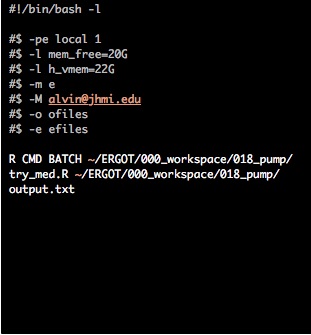 #!/bin/bash -l
#$ -pe local 1
#$ -l mem_free=20G
#$ -l h_vmem=22G
#$ -m e
#$ -M alvin@jhmi.edu
#$ -o ofiles
#$ -e efiles
R CMD BATCH ~/ERGOT/000_workspace/018_pump/
try_med.R ~/ERGOT/000_workspace/018_pump/
output.txt